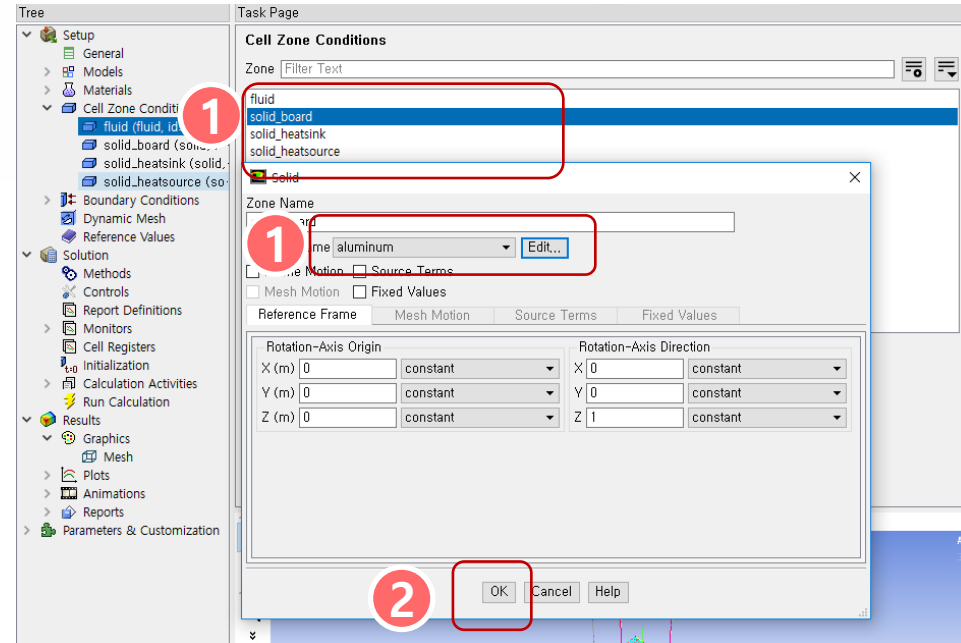 Tree
Task Page
Setup
General
Models
Materials
Cell Zone Conditi
fluid (fluid, id
solid_board (solid,
solid_heatsink (solid,
solid_heatsource (so
Boundary Conditions
Dynamic Mesh
Reference Values
Solution
Methods
Controls
Report Definitions
Monitors
Cell Registers
Initialization
Calculation Activities
Run Calculation
Results
Graphics
Mesh
Plots
Animations
Reports
Parameters & Customization
Cell Zone Conditions
Zone Filter Text
1
fluid
solid_board
solid_heatsink
solid_heatsource
Solid
Zone Name
ard
1
me aluminum Edit...
Motion Source Terms
Mesh Motion Fixed Values
Reference Frame Mesh Motion Source Terms Fixed Values
Rotation-Axis Origin Rotation-Axis Direction
X (m) 0 constant X 0 constant
Y (m) 0 constant Y 0 constant
Z (m) 0 constant Z 1 constant
2
OK Cancel Help